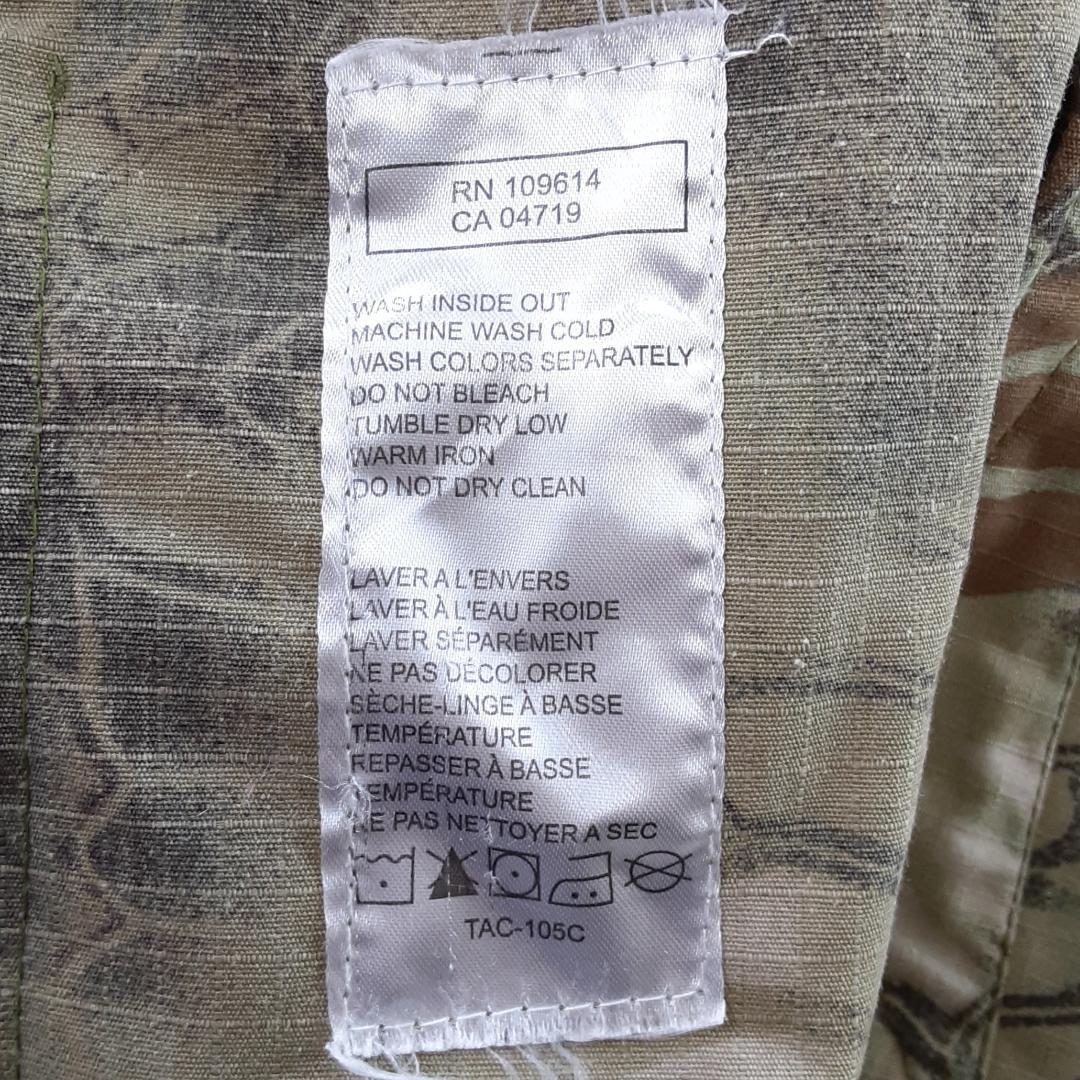 RN 109614
CA 04719
WASH INSIDE OUT
MACHINE WASH COLD
WASH COLORS SEPARATELY
DO NOT BLEACH
TUMBLE DRY LOW
WARM IRON
DO NOT DRY CLEAN
LAVER A L'ENVERS
LAVER À L'EAU FROIDE
LAVER SÉPARÉMENT
NE PAS DÉCOLORER
SÈCHE-LINGE À BASSE
TEMPÉRATURE
REPASSER À BASSE
TEMPÉRATURE
NE PAS NETTOYER A SEC
TAC-105C